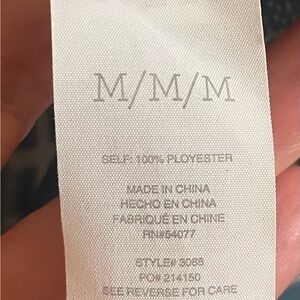 M/M/M
SELF: 100% PLOYESTER
MADE IN CHINA
HECHO EN CHINA
FABRIQUÉ EN CHINE
RN#54077
STYLE# 3068
PO# 214150
SEE REVERSE FOR CARE